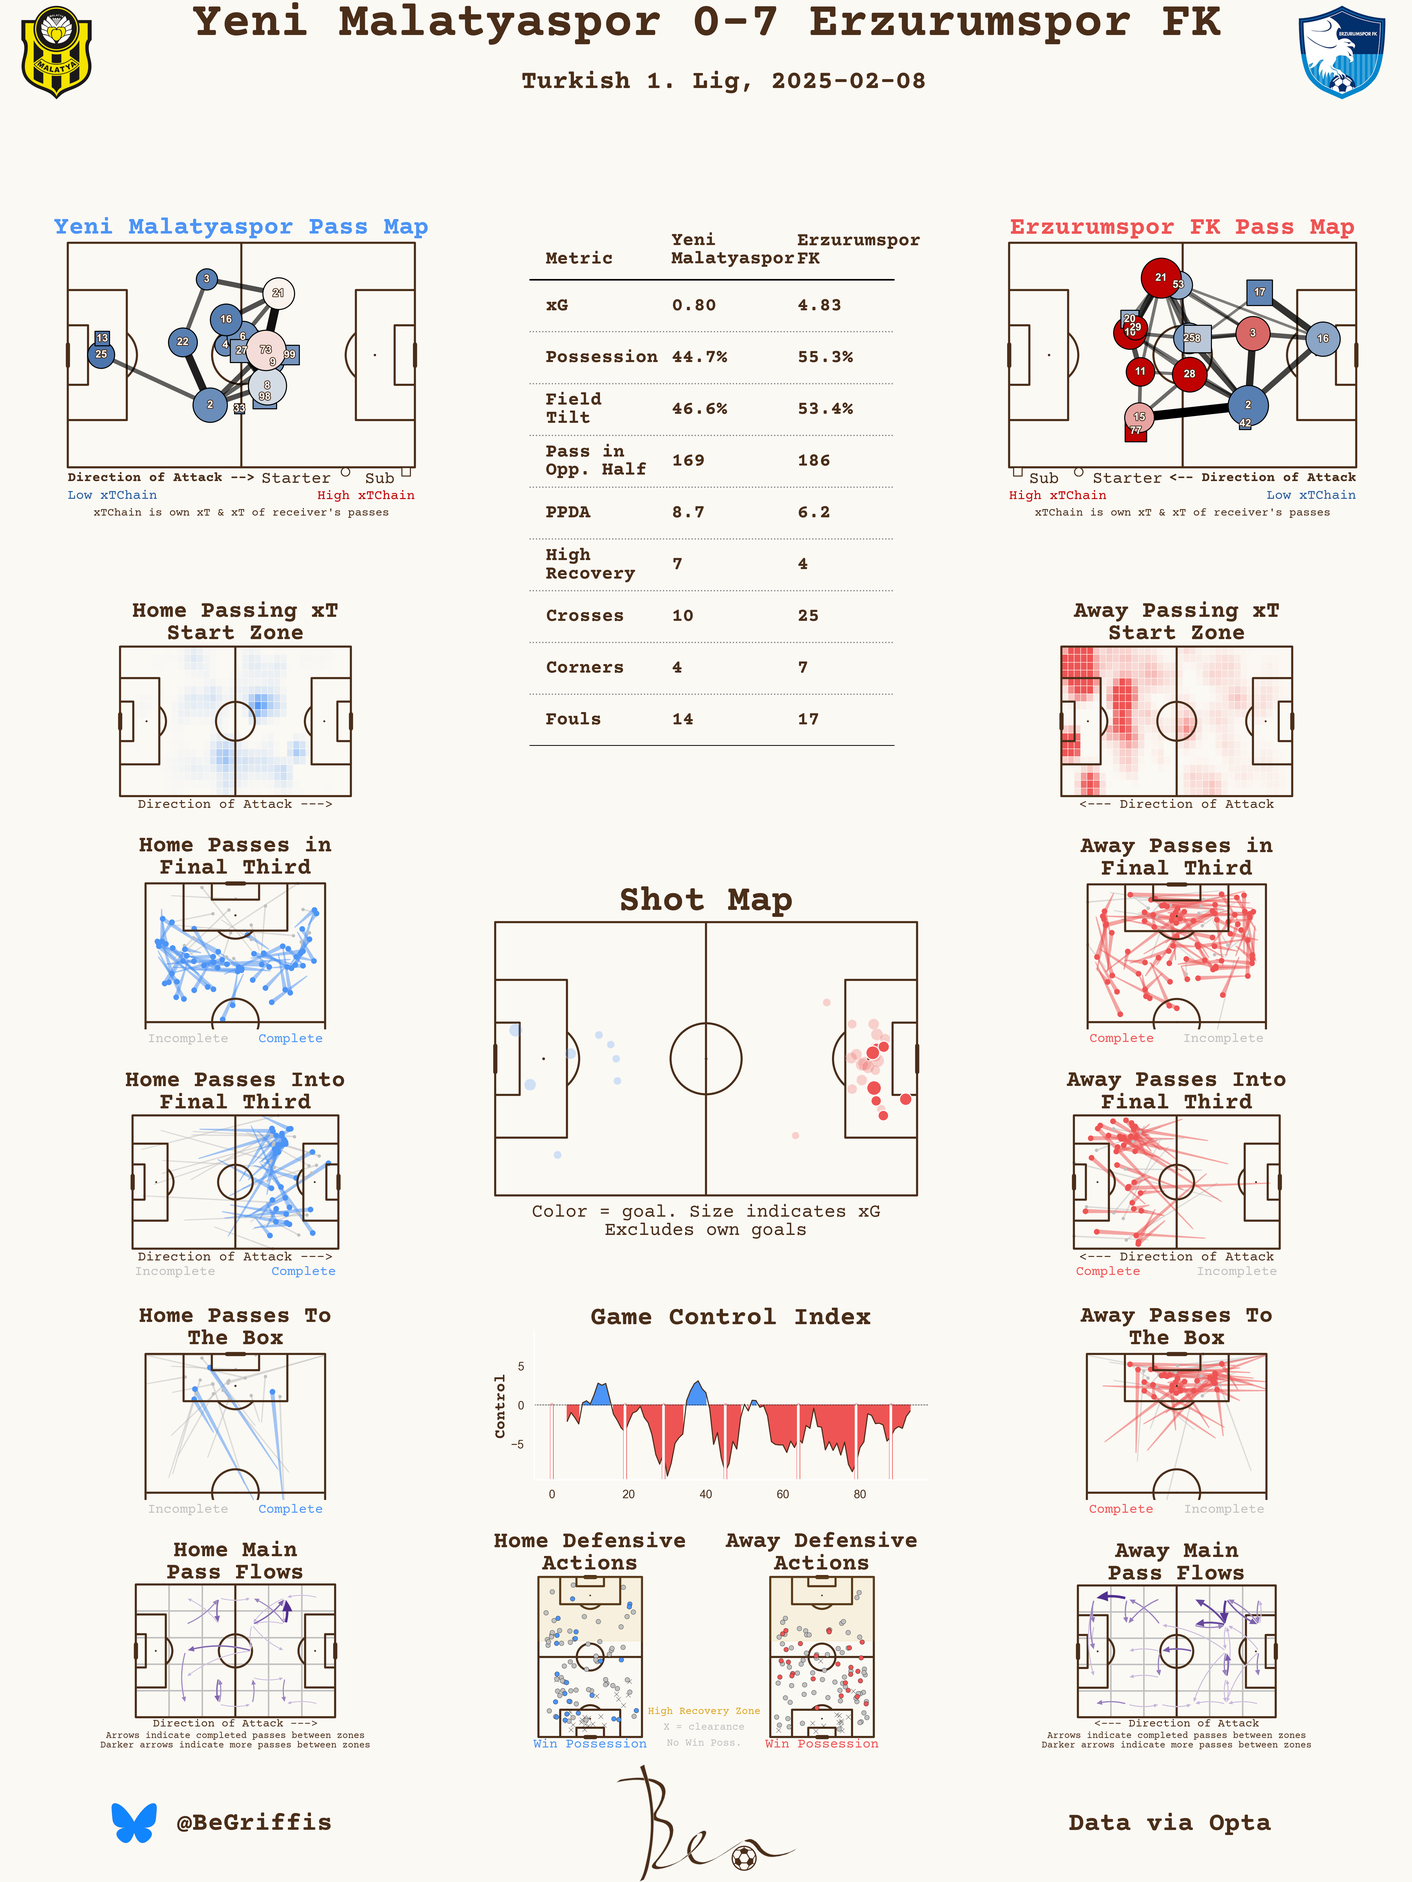 Yeni Malatyaspor 0-7 Erzurumspor FK
MALATYA
ERZURUMSPOR FK
Turkish 1. Lig, 2025-02-08
Yeni Malatyaspor Pass Map
3
21
16
6
13
25
22
4
27
73
9
99
8
98
2
33
Direction of Attack --> Starter Sub
Low xTChain High xTChain
xTChain is own xT & xT of receiver's passes
Metric Yeni Malatyaspor Erzurumspor FK
xG 0.80 4.83
Possession 44.7% 55.3%
Field Tilt 46.6% 53.4%
Pass in Opp. Half 169 186
PPDA 8.7 6.2
High Recovery 7 4
Crosses 10 25
Corners 4 7
Fouls 14 17
Erzurumspor FK Pass Map
21
53
17
20
29
10
258
3
16
11
28
15
77
2
42
Sub Starter <-- Direction of Attack
High xTChain Low xTChain
xTChain is own xT & xT of receiver's passes
Home Passing xT
Start Zone
Direction of Attack --->
Away Passing xT
Start Zone
<--- Direction of Attack
Home Passes in
Final Third
Incomplete Complete
Away Passes in
Final Third
Complete Incomplete
Shot Map
Color = goal. Size indicates xG
Excludes own goals
Home Passes Into
Final Third
Direction of Attack --->
Incomplete Complete
Away Passes Into
Final Third
<--- Direction of Attack
Complete Incomplete
Home Passes To
The Box
Incomplete Complete
Game Control Index
Control
5
0
−5
0 20 40 60 80
Away Passes To
The Box
Complete Incomplete
Home Main
Pass Flows
Direction of Attack --->
Arrows indicate completed passes between zones
Darker arrows indicate more passes between zones
Home Defensive
Actions
Win Possession
High Recovery Zone
X = clearance
No Win Poss.
Away Defensive
Actions
Win Possession
Away Main
Pass Flows
<--- Direction of Attack
Arrows indicate completed passes between zones
Darker arrows indicate more passes between zones
@BeGriffis
Ben
Data via Opta